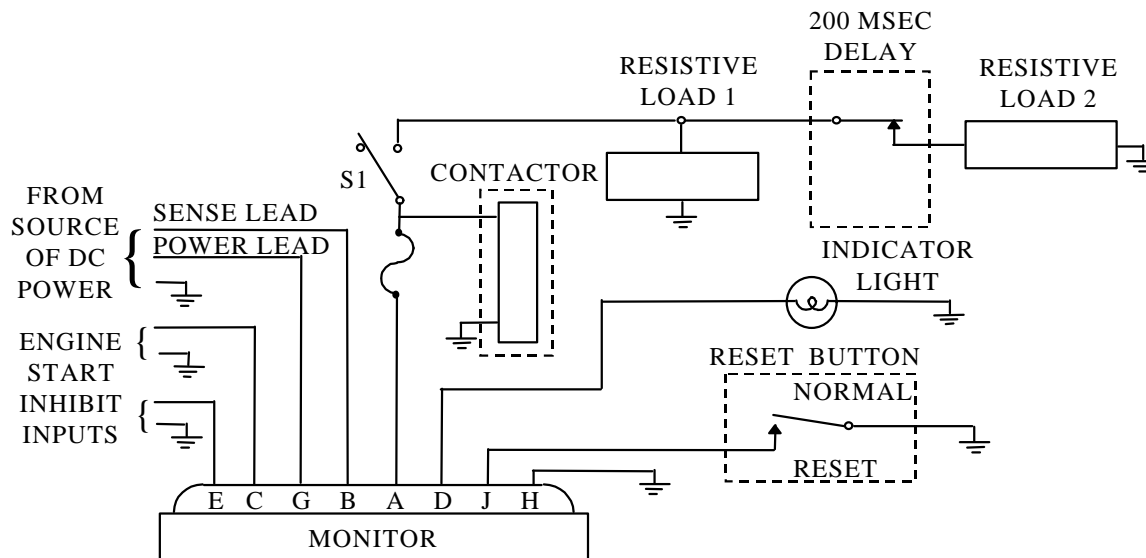 200 MSEC
DELAY
RESISTIVE
LOAD 1
RESISTIVE
LOAD 2
S1
CONTACTOR
FROM
SOURCE
OF DC
POWER
SENSE LEAD
POWER LEAD
INDICATOR
LIGHT
ENGINE
START
INHIBIT
INPUTS
RESET BUTTON
NORMAL
RESET
E C G B A D J H
MONITOR